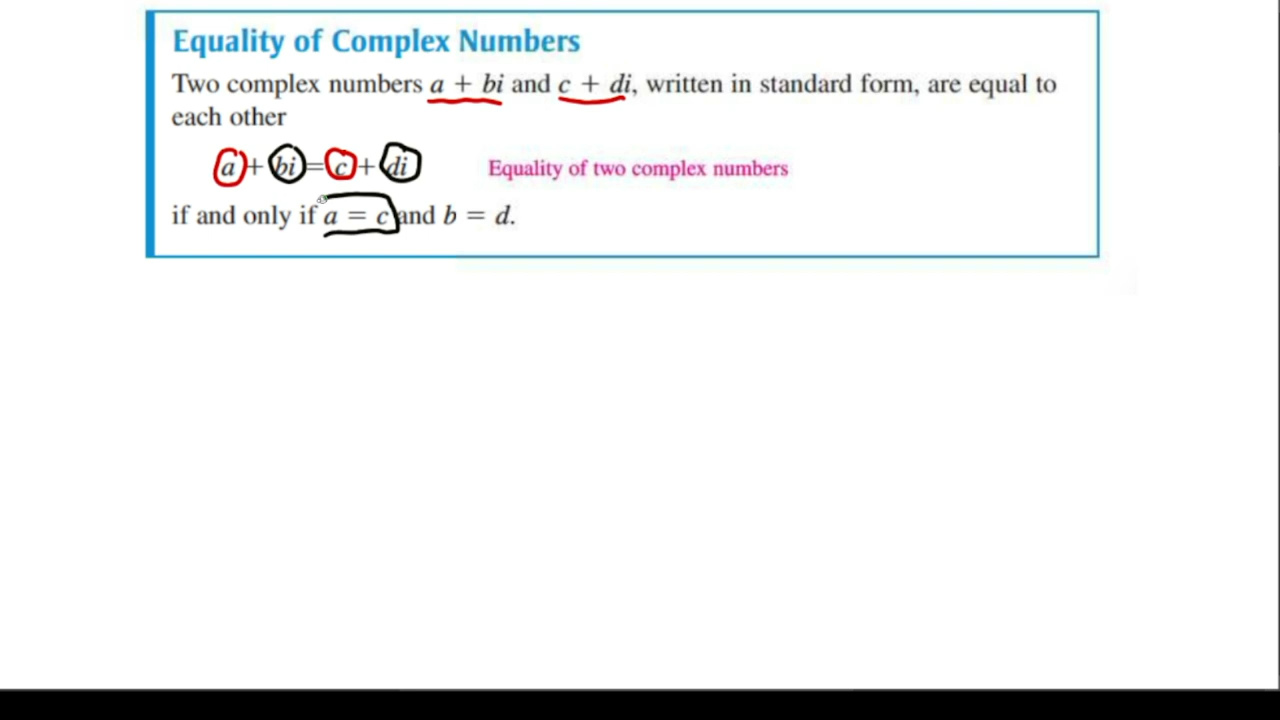 Equality of Complex Numbers
Two complex numbers a + bi and c + di, written in standard form, are equal to
each other
a + bi = c + di Equality of two complex numbers
if and only if a = c and b = d.